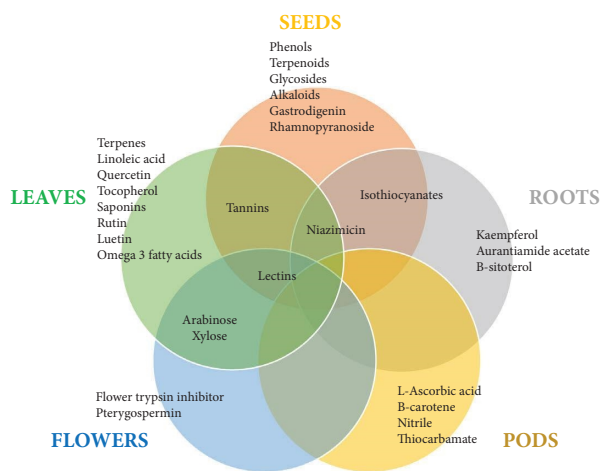 SEEDS
Phenols
Terpenoids
Glycosides
Alkaloids
Gastrodigenin
Rhamnopyranoside
LEAVES
Terpenes
Linoleic acid
Quercetin
Tocopherol
Saponins
Rutin
Luetin
Omega 3 fatty acids
Tannins
Isothiocyanates
Niazimicin
ROOTS
Kaempferol
Aurantiamide acetate
B-sitoterol
Lectins
Arabinose
Xylose
Flower trypsin inhibitor
Pterygospermin
FLOWERS
L-Ascorbic acid
B-carotene
Nitrile
Thiocarbamate
PODS